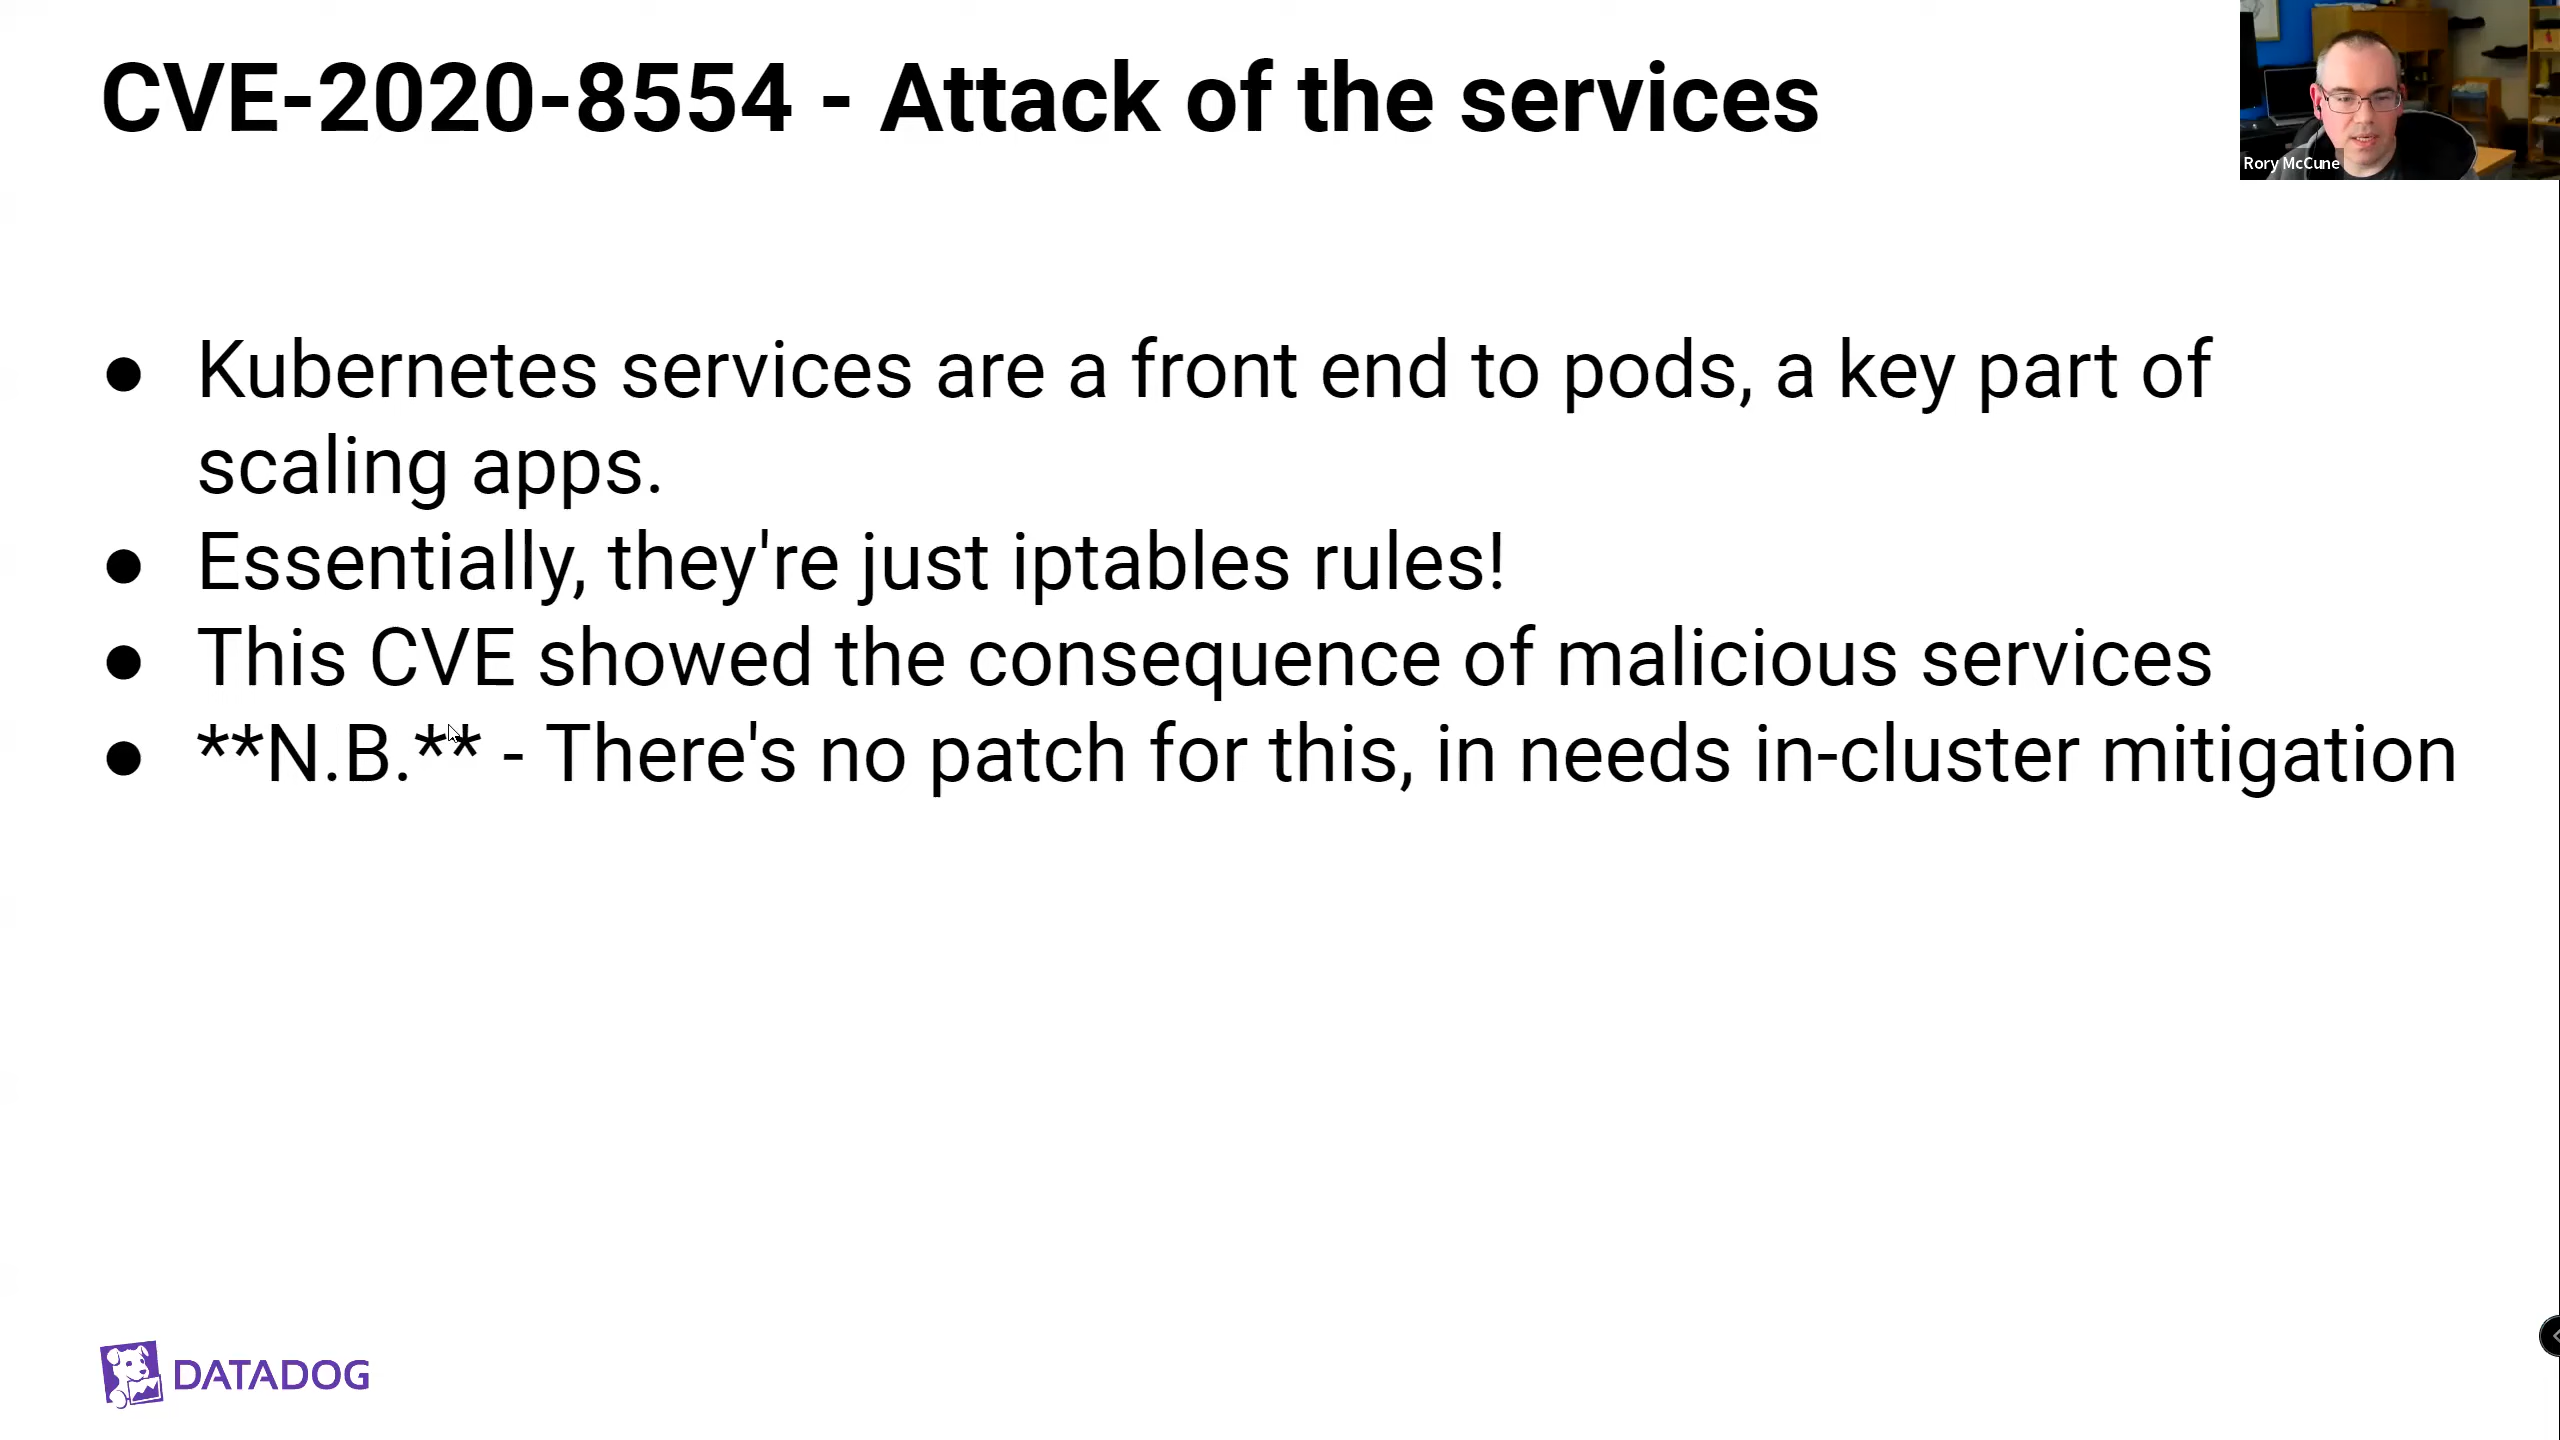 CVE-2020-8554 - Attack of the services
Rory McCune
● Kubernetes services are a front end to pods, a key part of
scaling apps.
● Essentially, they're just iptables rules!
● This CVE showed the consequence of malicious services
● **N.B.** - There's no patch for this, in needs in-cluster mitigation
DATADOG